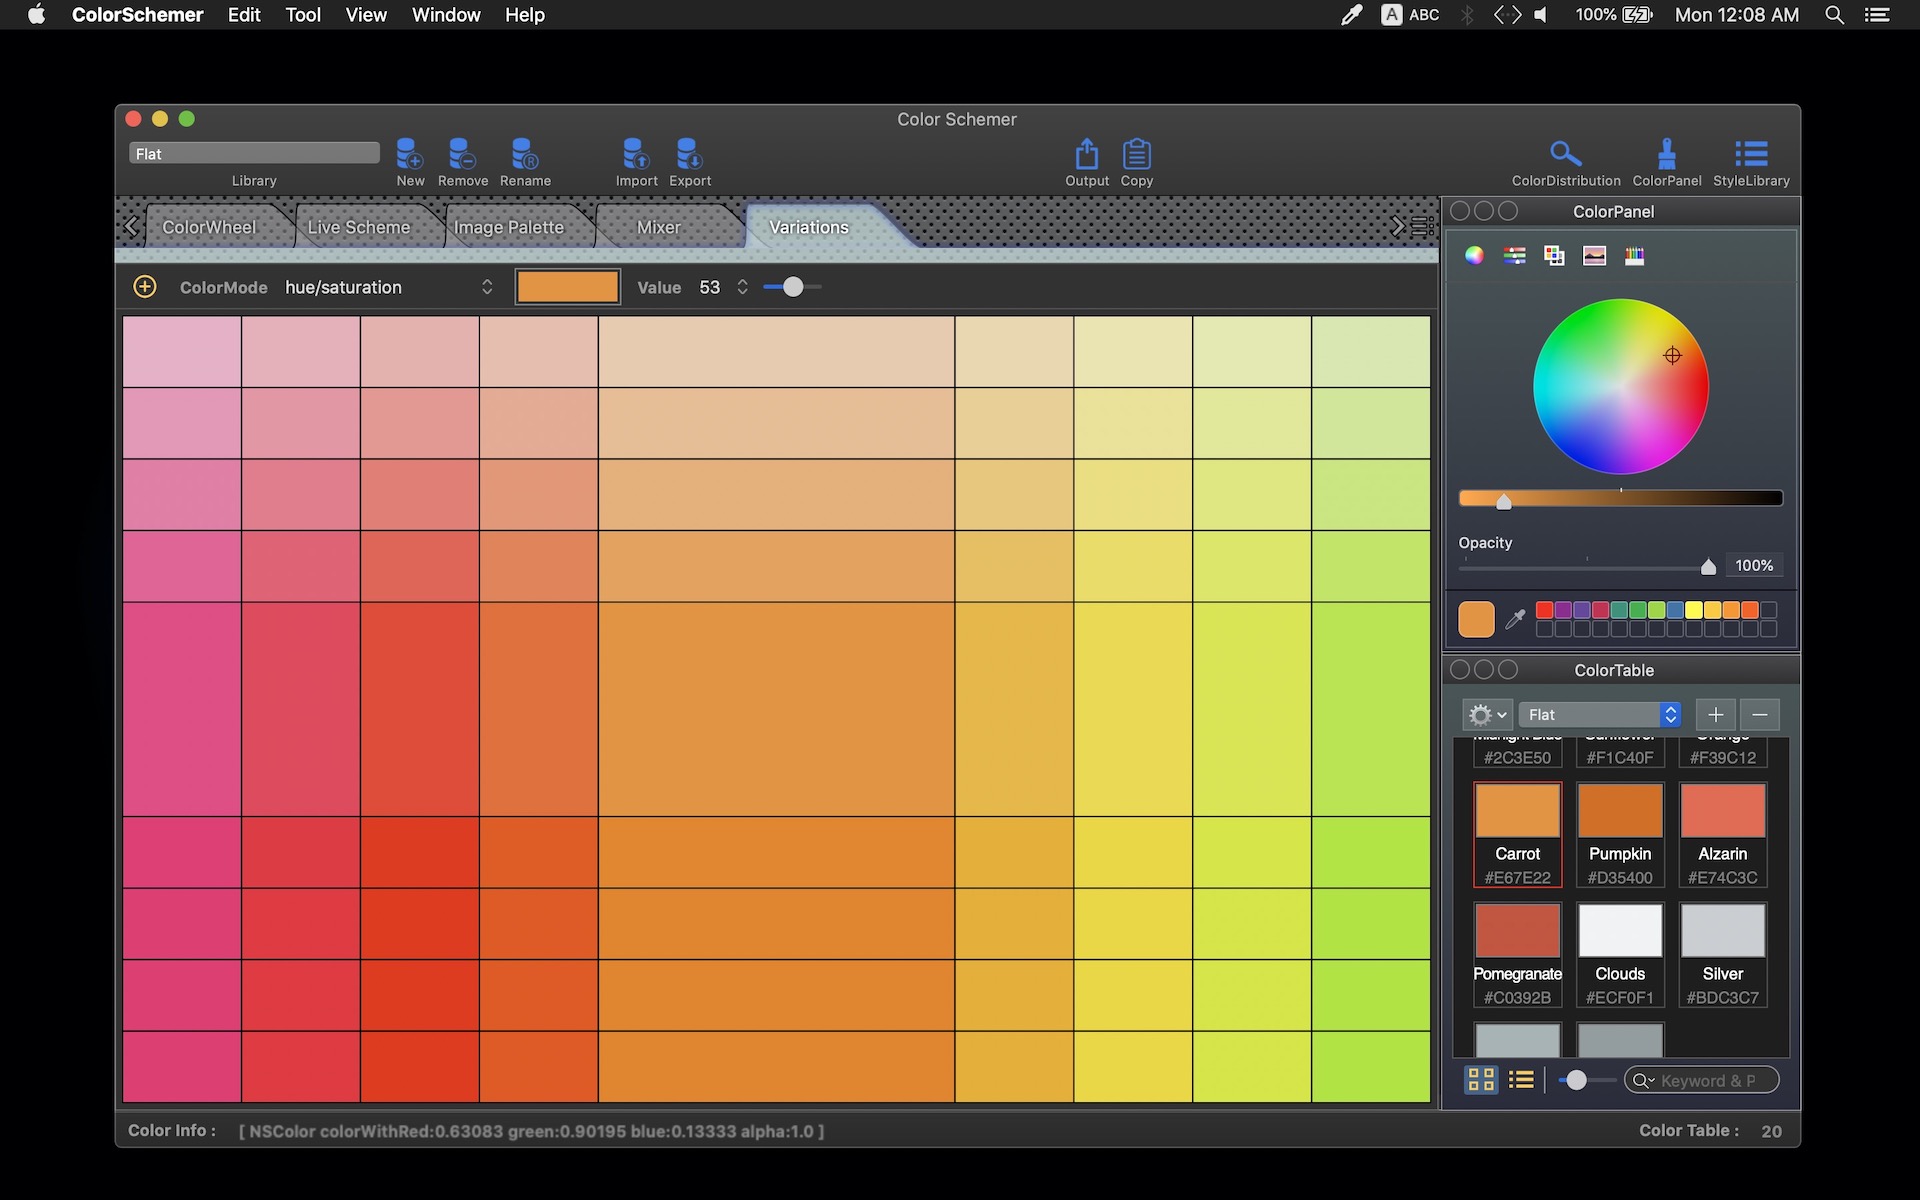 ColorSchemer Edit Tool View Window Help A ABC 100% Mon 12:08 AM
Color Schemer
Flat
Library New Remove Rename Import Export Output Copy ColorDistribution ColorPanel StyleLibrary
ColorWheel Live Scheme Image Palette Mixer Variations
ColorMode hue/saturation Value 53
ColorPanel
Opacity
100%
ColorTable
Flat
Midnight Blue Sunflower Orange
#2C3E50 #F1C40F #F39C12
Carrot Pumpkin Alzarin
#E67E22 #D35400 #E74C3C
Pomegranate Clouds Silver
#C0392B #ECF0F1 #BDC3C7
Keyword & P
Color Info : [ NSColor colorWithRed:0.63083 green:0.90195 blue:0.13333 alpha:1.0 ] Color Table : 20